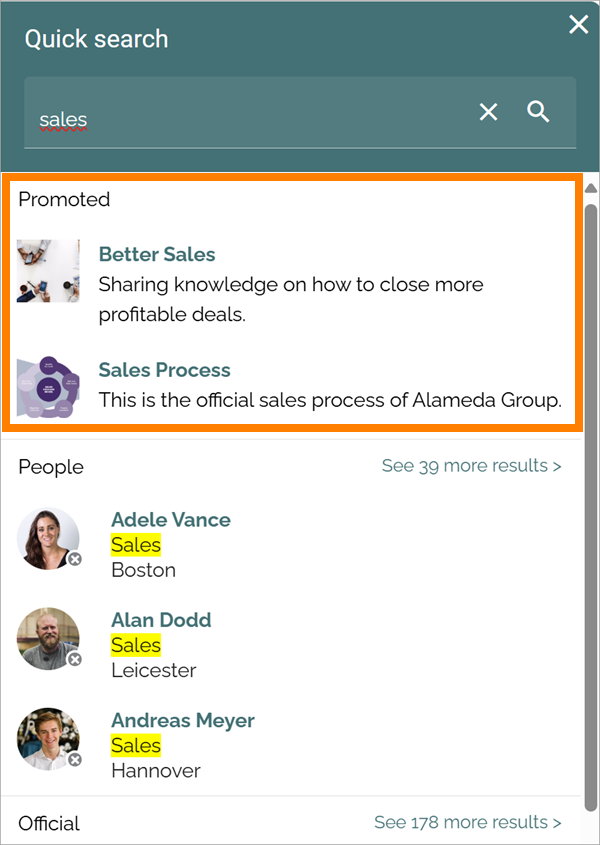 Quick search
sales
Promoted
Better Sales
Sharing knowledge on how to close more
profitable deals.
Sales Process
This is the official sales process of Alameda Group.
People
See 39 more results >
Adele Vance
Sales
Boston
Alan Dodd
Sales
Leicester
Andreas Meyer
Sales
Hannover
Official
See 178 more results >